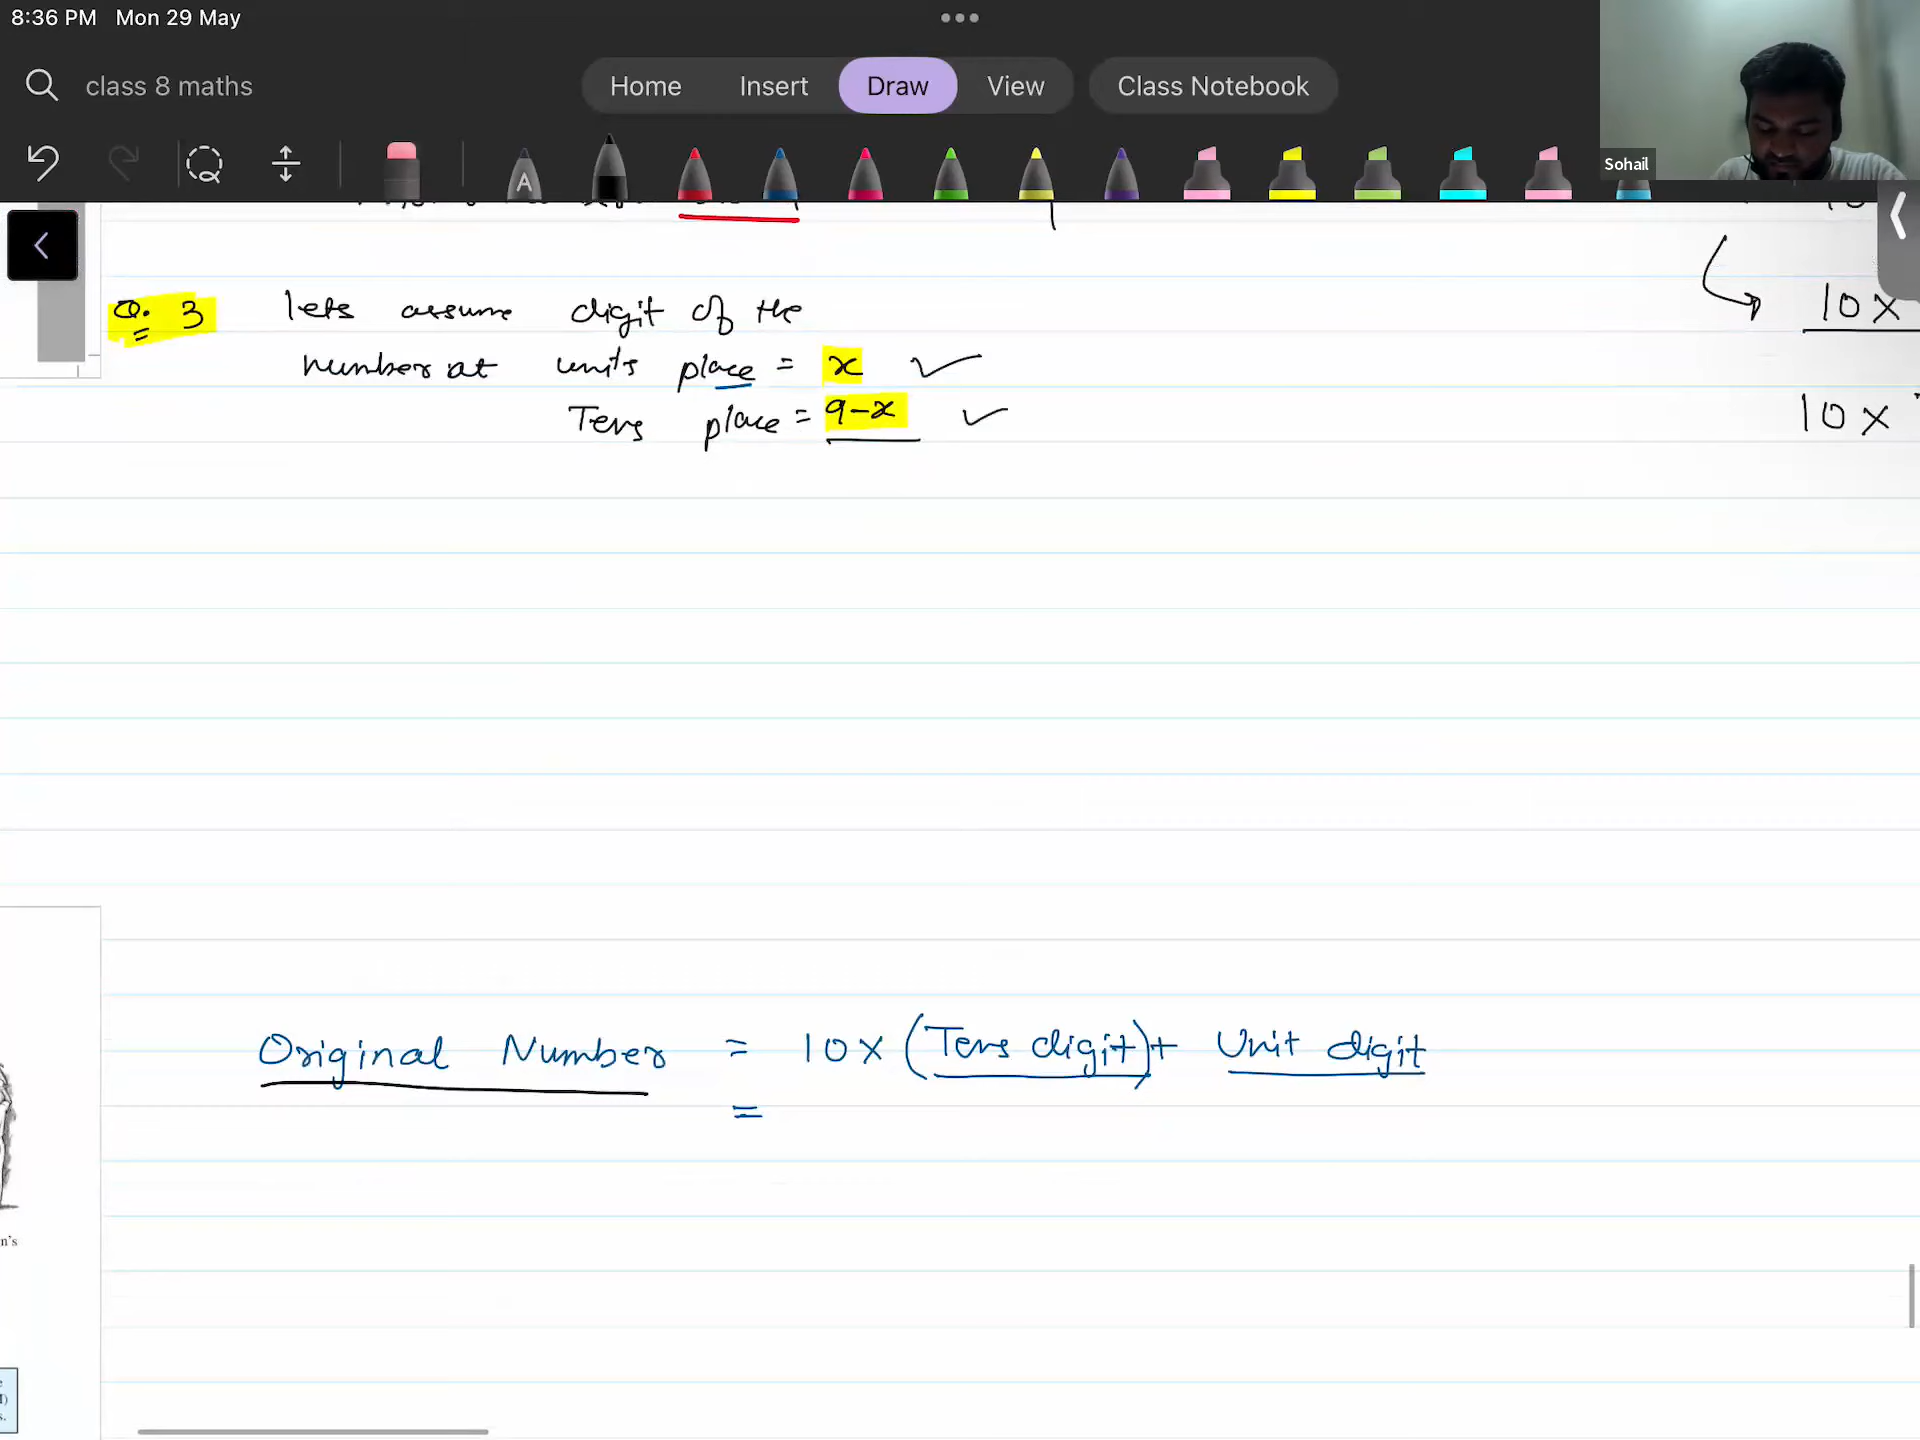 8:36 PM Mon 29 May
class 8 maths
Home Insert Draw View Class Notebook
A
Sohail
Q. 3 lets assume digit of the
number at units place = x
Tens place = 9-x
10 x
10 x
Original Number = 10 x (Tens digit) + Unit digit
=
n's